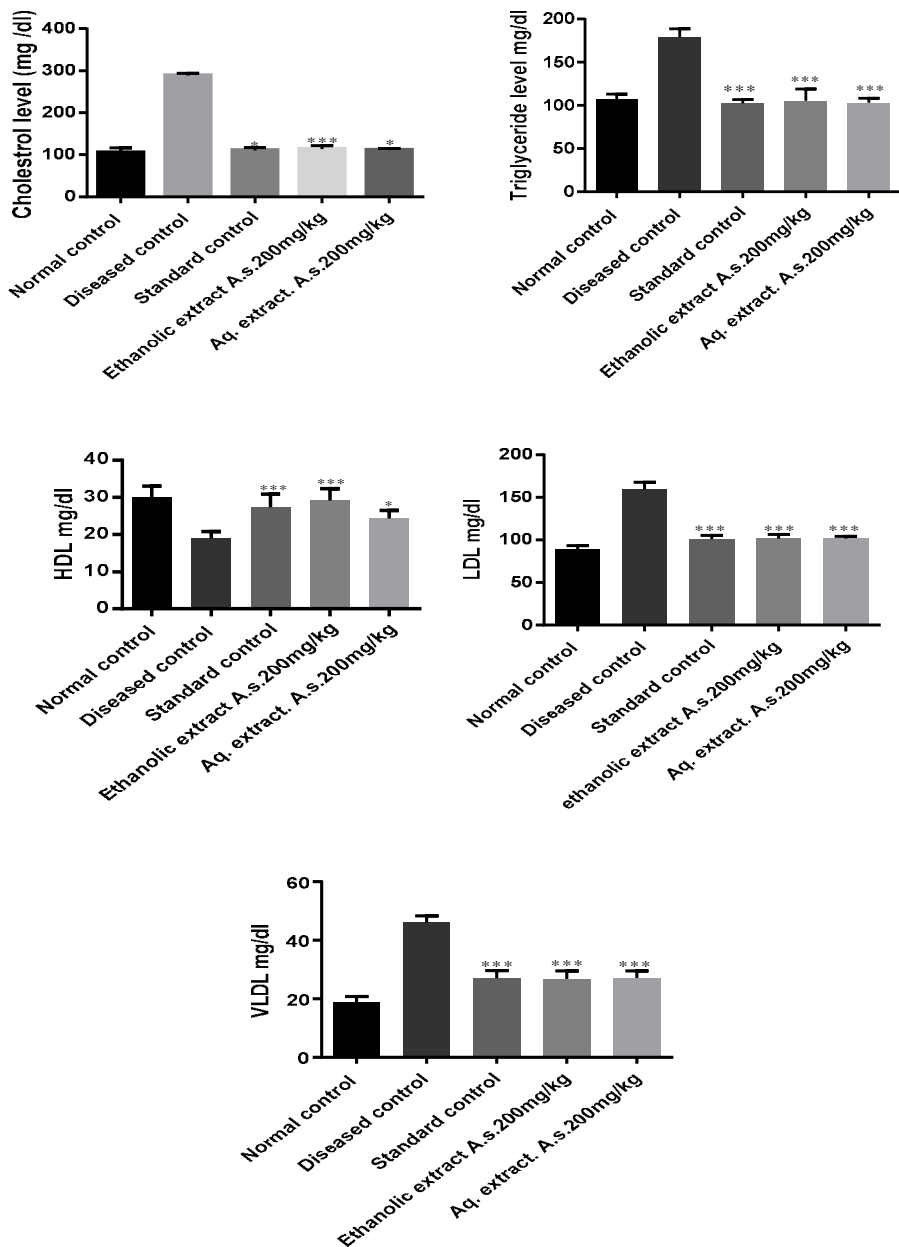 Cholestrol level (mg /dl)
400
300
200
100
0
* *** *
Normal control
Diseased control
Standard control
Ethanolic extract A.s.200mg/kg
Aq. extract. A.s.200mg/kg
Triglyceride level mg/dl
200
150
100
50
0
*** *** ***
Normal control
Diseased control
Standard control
Ethanolic extract A.s.200mg/kg
Aq. extract. A.s.200mg/kg
HDL mg/dl
40
30
20
10
0
*** *** *
Normal control
Diseased control
Standard control
Ethanolic extract A.s.200mg/kg
Aq. extract. A.s.200mg/kg
LDL mg/dl
200
150
100
50
0
*** *** ***
Normal control
Diseased control
Standard control
ethanolic extract A.s.200mg/kg
Aq. extract. A.s.200mg/kg
VLDL mg/dl
60
40
20
0
*** *** ***
Normal control
Diseased control
Standard control
Ethanolic extract A.s.200mg/kg
Aq. extract. A.s.200mg/kg